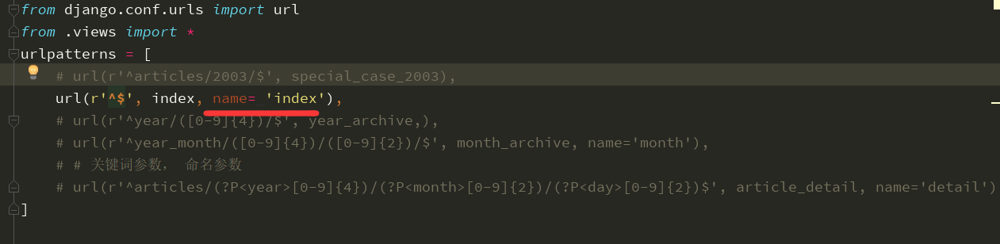 from django.conf.urls import url
from .views import *
urlpatterns = [
# url(r'^articles/2003/$', special_case_2003),
url(r'^$', index, name= 'index'),
# url(r'^year/([0-9]{4})/$', year_archive,),
# url(r'^year_month/([0-9]{4})/([0-9]{2})/$', month_archive, name='month'),
# # 关键词参数， 命名参数
# url(r'^articles/(?P<year>[0-9]{4})/(?P<month>[0-9]{2})/(?P<day>[0-9]{2})$', article_detail, name='detail')
]